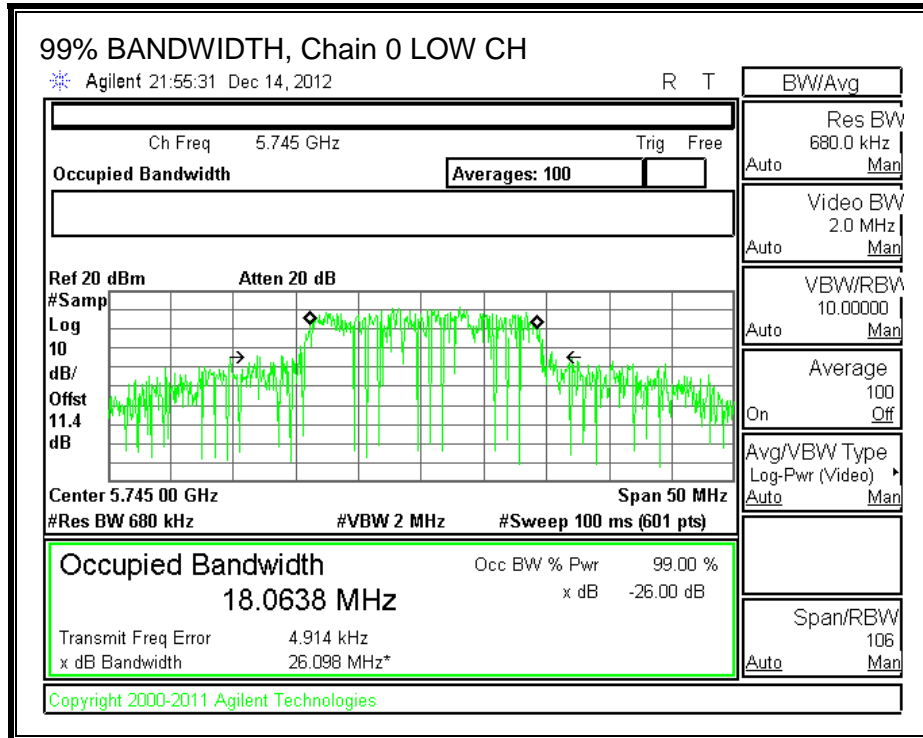 99% BANDWIDTH, Chain 0 LOW CH
Agilent 21:55:31 Dec 14, 2012 R T
Ch Freq 5.745 GHz Trig Free
Occupied Bandwidth Averages: 100
Ref 20 dBm Atten 20 dB
#Samp
Log
10
dB/
Offst
11.4
dB
Center 5.745 00 GHz Span 50 MHz
#Res BW 680 kHz #VBW 2 MHz #Sweep 100 ms (601 pts)
Occupied Bandwidth
18.0638 MHz
Occ BW % Pwr 99.00 %
x dB -26.00 dB
Transmit Freq Error 4.914 kHz
x dB Bandwidth 26.098 MHz*
Copyright 2000-2011 Agilent Technologies
BW/Avg
Res BW
680.0 kHz
Auto Man
Video BW
2.0 MHz
Auto Man
VBW/RBW
10.00000
Auto Man
Average
100
On Off
Avg/VBW Type
Log-Pwr (Video)
Auto Man
Span/RBW
106
Auto Man